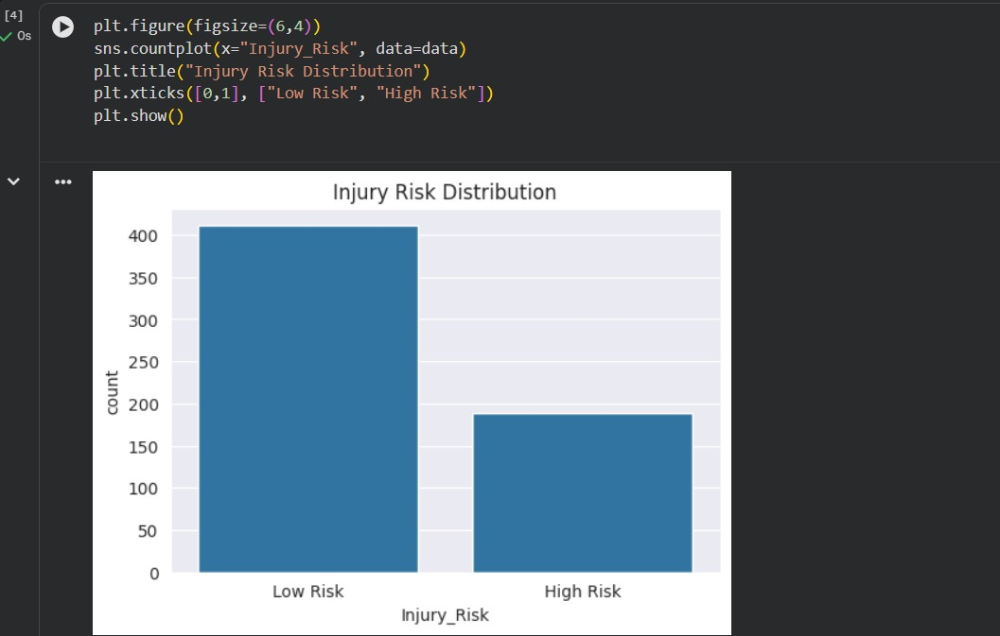 [4]
0s
plt.figure(figsize=(6,4))
sns.countplot(x="Injury_Risk", data=data)
plt.title("Injury Risk Distribution")
plt.xticks([0,1], ["Low Risk", "High Risk"])
plt.show()
Injury Risk Distribution
400
350
300
250
200
150
100
50
0
count
Low Risk High Risk
Injury_Risk